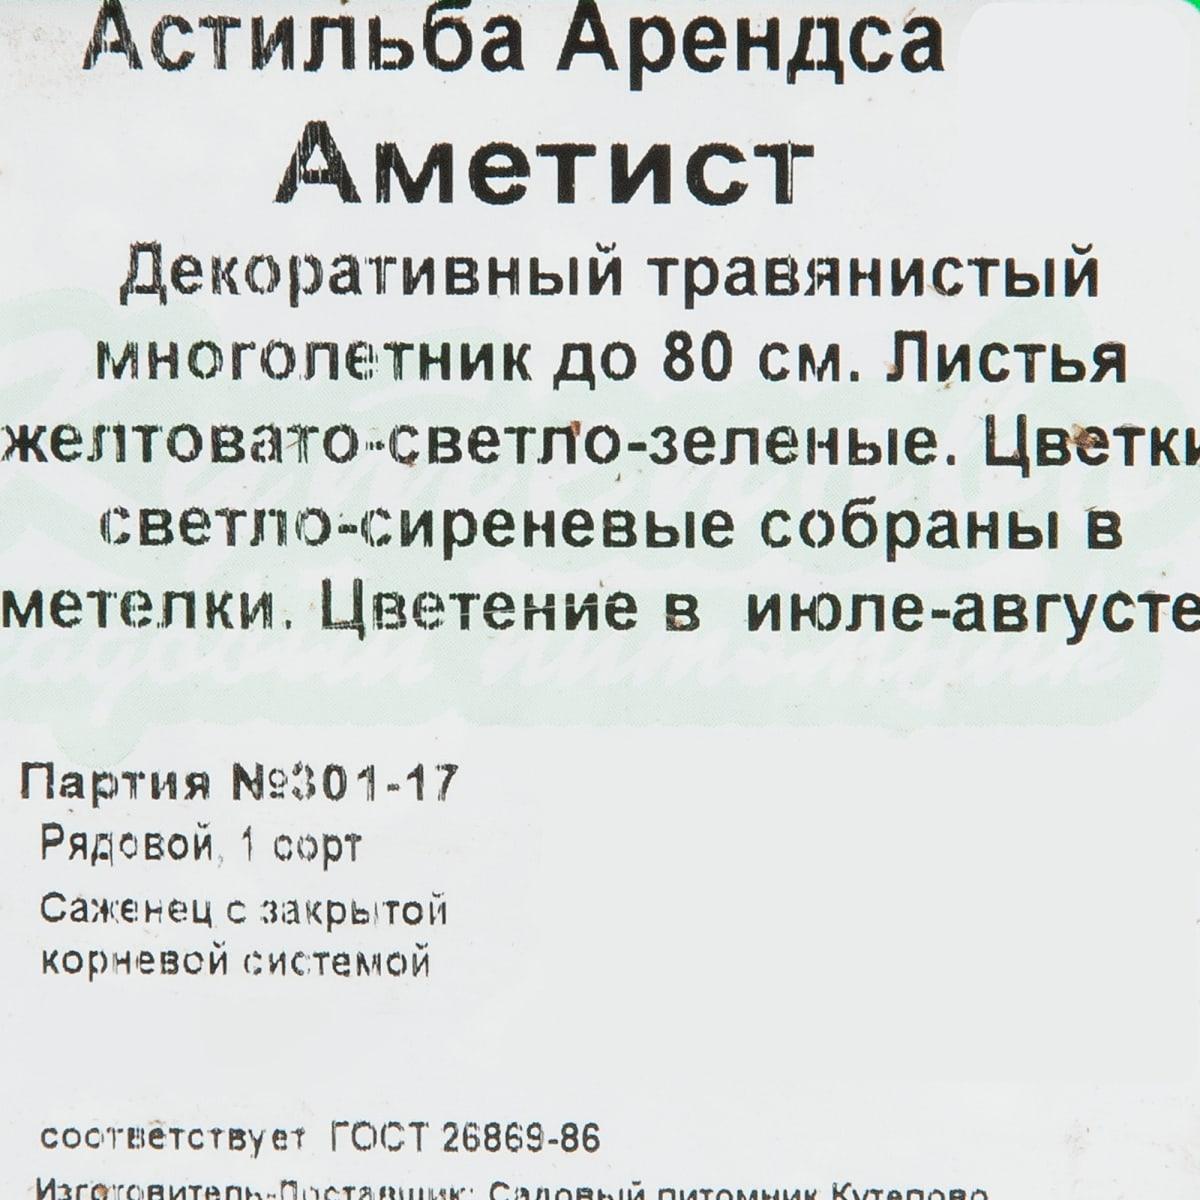 Астильба Арендса
Аметист
Декоративный травянистый
многолетник до 80 см. Листья
желтовато-светло-зеленые. Цветки
светло-сиреневые собраны в
метелки. Цветение в июле-августе
садовый питомник
Партия №301-17
Рядовой, 1 сорт
Саженец с закрытой
корневой системой
соответствует ГОСТ 26869-86
Изготовитель-Поставщик: Садовый питомник Кутепово